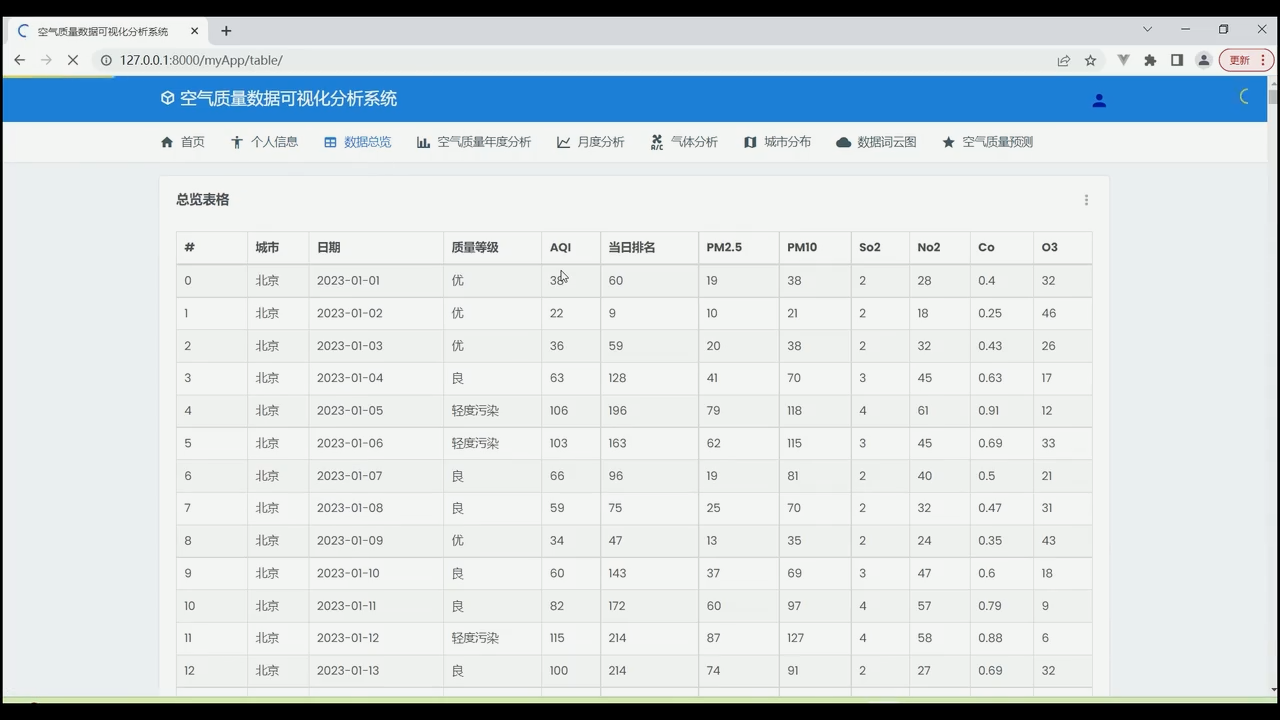 空气质量数据可视化分析系统
127.0.0.1:8000/myApp/table/
更新
空气质量数据可视化分析系统
首页 个人信息 数据总览 空气质量年度分析 月度分析 A/C 气体分析 城市分布 数据词云图 空气质量预测
总览表格
# 城市 日期 质量等级 AQI 当日排名 PM2.5 PM10 So2 No2 Co O3
0 北京 2023-01-01 优 38 60 19 38 2 28 0.4 32
1 北京 2023-01-02 优 22 9 10 21 2 18 0.25 46
2 北京 2023-01-03 优 36 59 20 38 2 32 0.43 26
3 北京 2023-01-04 良 63 128 41 70 3 45 0.63 17
4 北京 2023-01-05 轻度污染 106 196 79 118 4 61 0.91 12
5 北京 2023-01-06 轻度污染 103 163 62 115 3 45 0.69 33
6 北京 2023-01-07 良 66 96 19 81 2 40 0.5 21
7 北京 2023-01-08 良 59 75 25 70 2 32 0.47 31
8 北京 2023-01-09 优 34 47 13 35 2 24 0.35 43
9 北京 2023-01-10 良 60 143 37 69 3 47 0.6 18
10 北京 2023-01-11 良 82 172 60 97 4 57 0.79 9
11 北京 2023-01-12 轻度污染 115 214 87 127 4 58 0.88 6
12 北京 2023-01-13 良 100 214 74 91 2 27 0.69 32